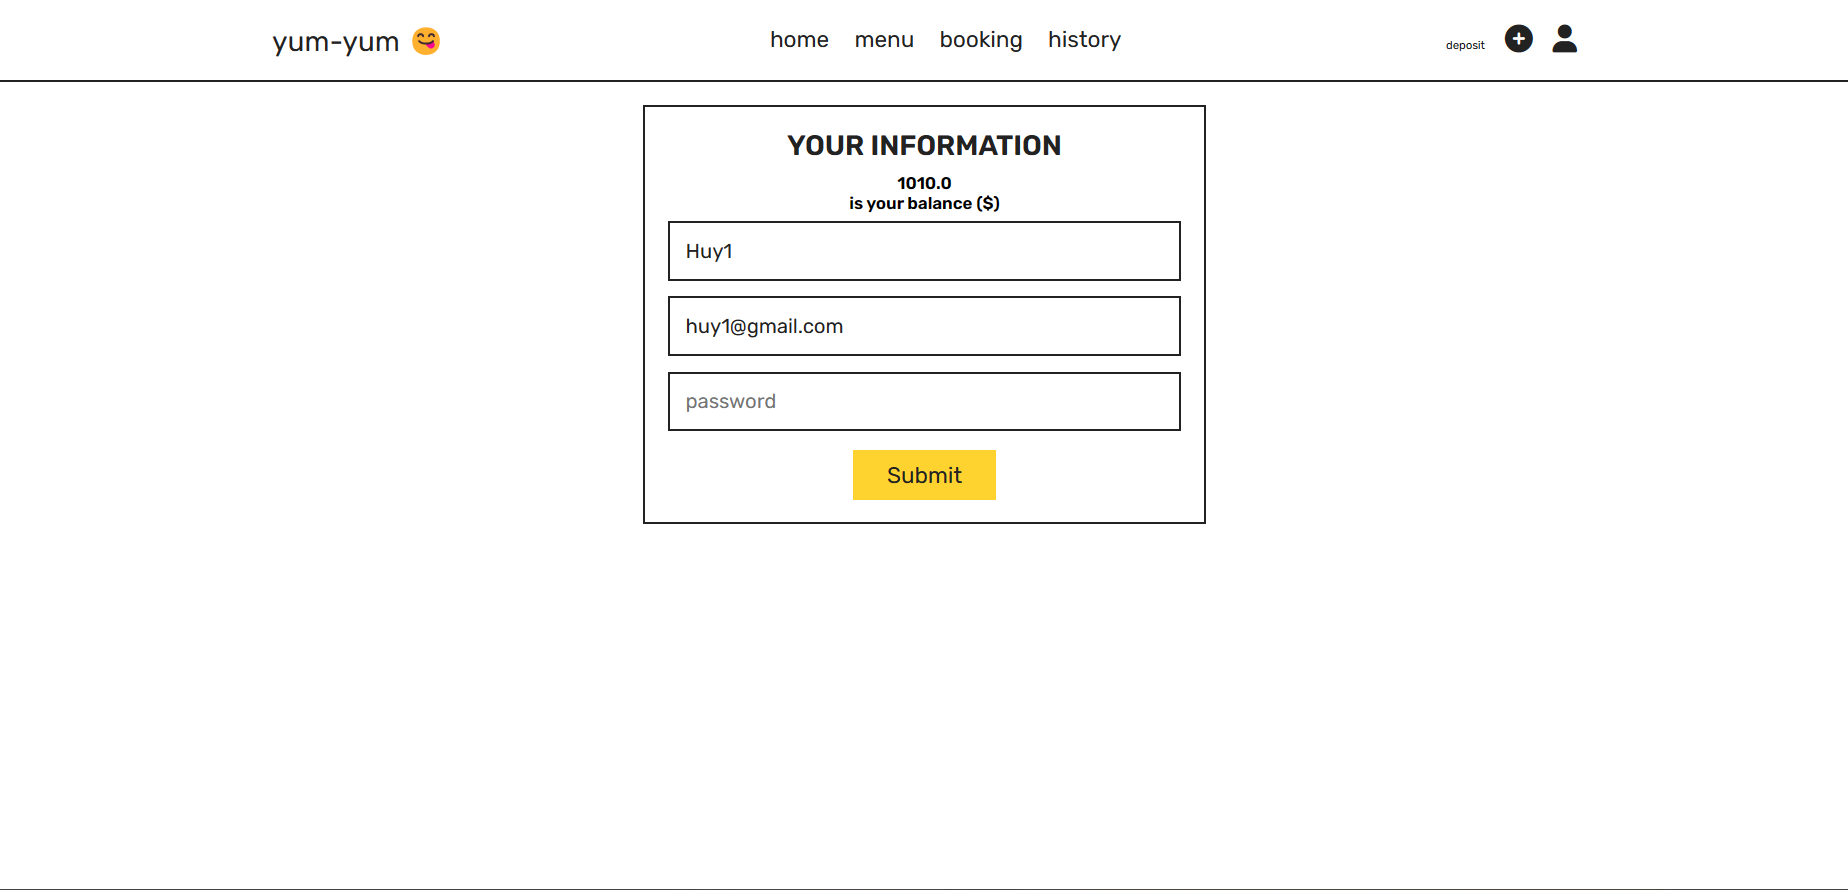 yum-yum 😋
home menu booking history
deposit
YOUR INFORMATION
1010.0
is your balance ($)
Huy1
huy1@gmail.com
password
Submit